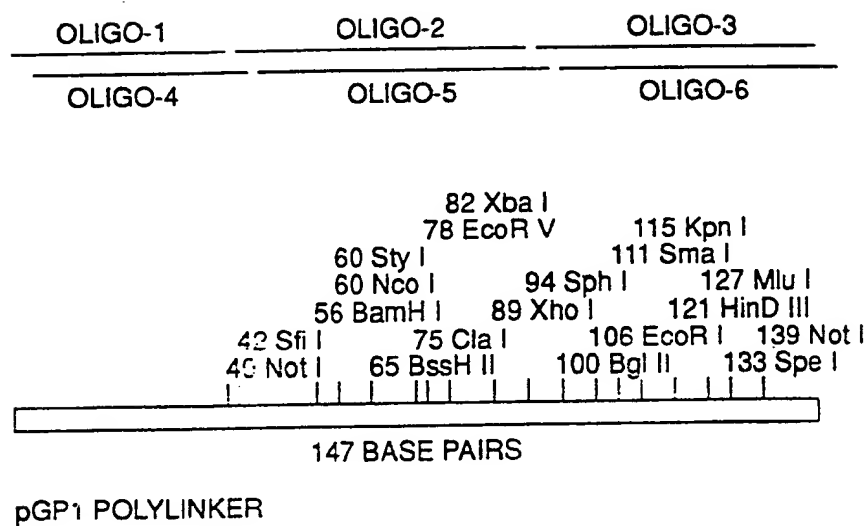 OLIGO-1 OLIGO-2 OLIGO-3
OLIGO-4 OLIGO-5 OLIGO-6
82 Xba I
78 EcoR V 115 Kpn I
60 Sty I 111 Sma I
60 Nco I 94 Sph I 127 Mlu I
56 BamH I 89 Xho I 121 HinD III
42 Sfi I 75 Cla I 106 EcoR I 139 Not I
Not I 65 BssH II 100 Bgl II 133 Spe I
147 BASE PAIRS
pGP1 POLYLINKER